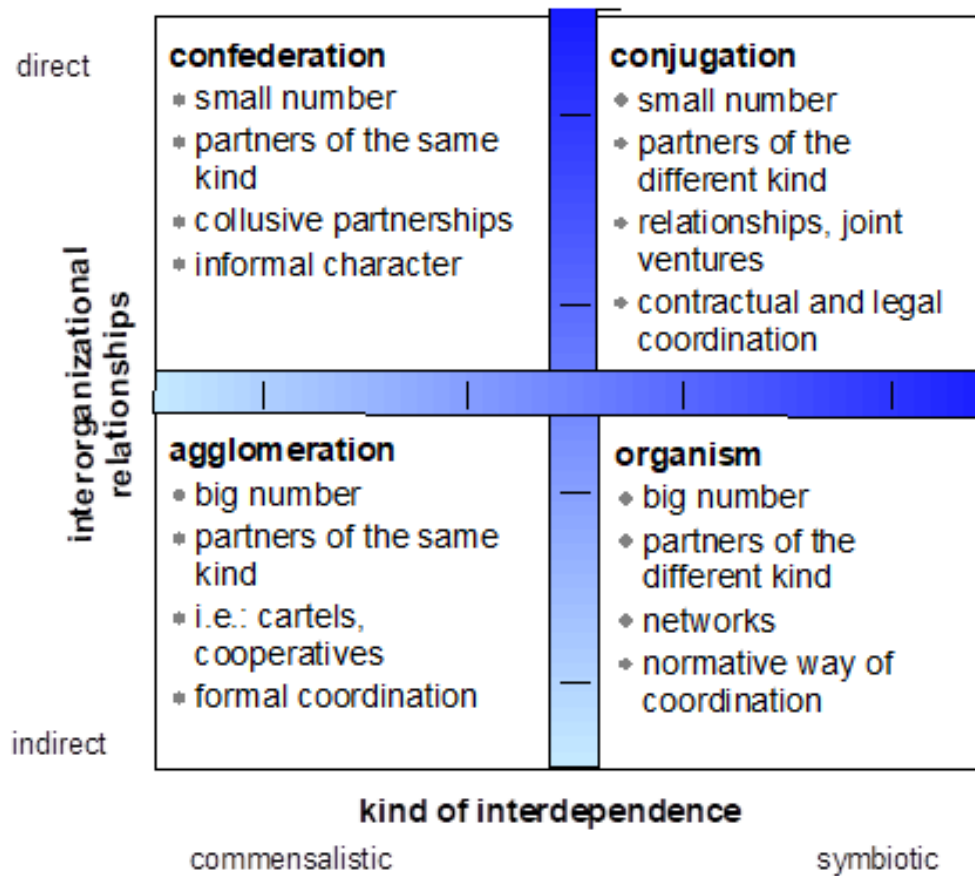 direct
interorganizational
relationships
confederation
small number
partners of the same
kind
collusive partnerships
informal character
conjugation
small number
partners of the
different kind
relationships, joint
ventures
contractual and legal
coordination
agglomeration
big number
partners of the same
kind
i.e.: cartels,
cooperatives
formal coordination
organism
big number
partners of the
different kind
networks
normative way of
coordination
indirect
kind of interdependence
commensalistic
symbiotic